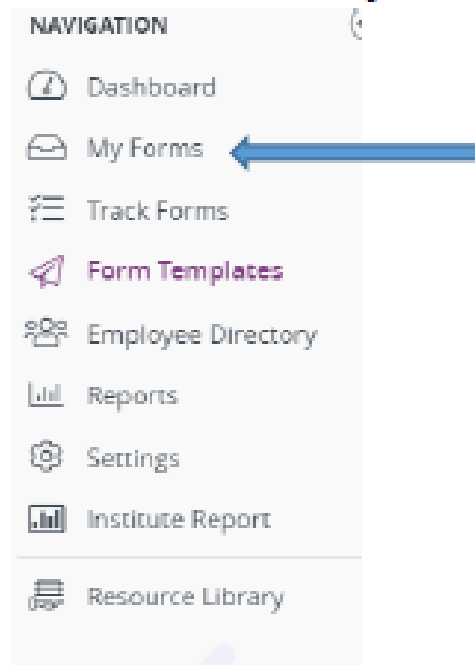 NAVIGATION
Dashboard
My Forms
Track Forms
Form Templates
Employee Directory
Reports
Settings
Institute Report
Resource Library